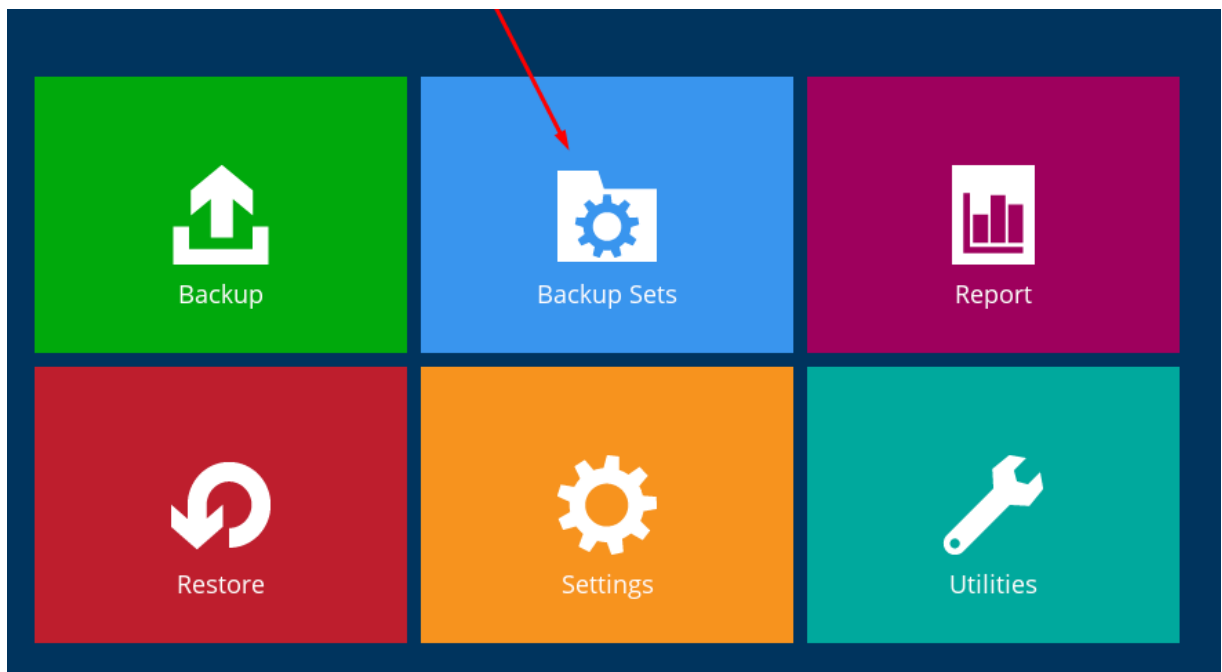 Backup
Backup Sets
Report
Restore
Settings
Utilities